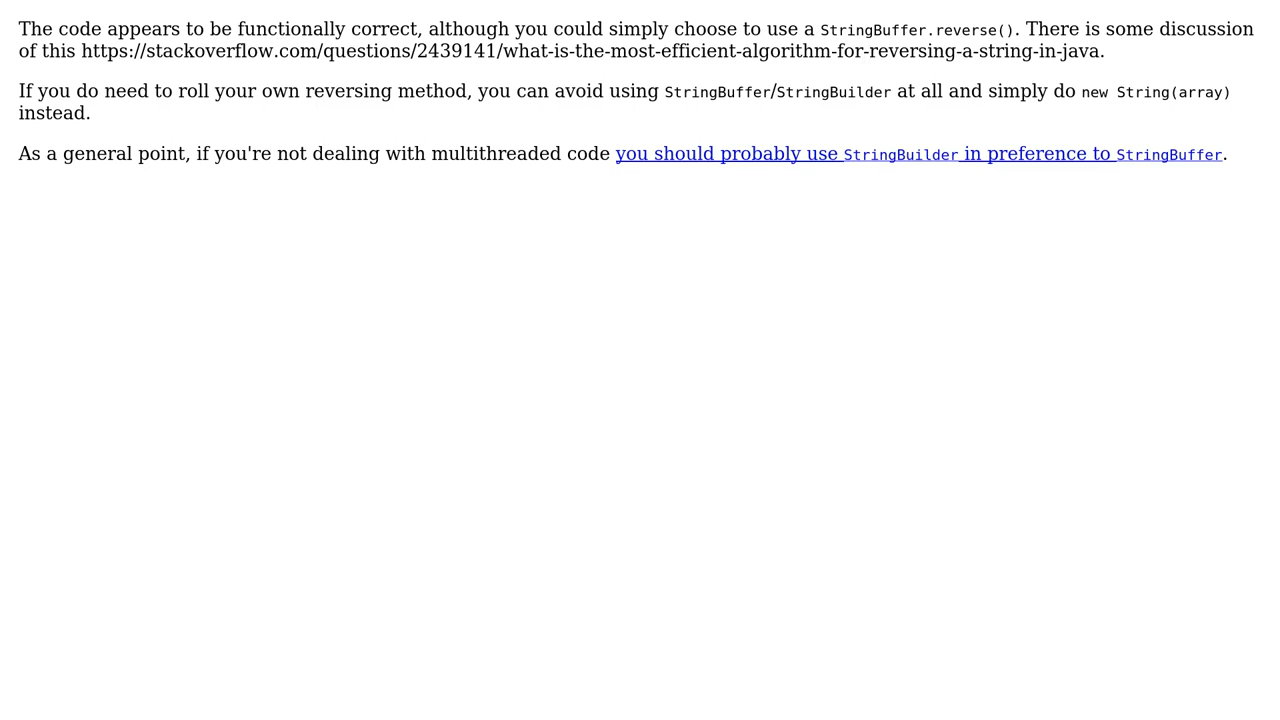 The code appears to be functionally correct, although you could simply choose to use a StringBuffer.reverse(). There is some discussion
of this https://stackoverflow.com/questions/2439141/what-is-the-most-efficient-algorithm-for-reversing-a-string-in-java.
If you do need to roll your own reversing method, you can avoid using StringBuffer/StringBuilder at all and simply do new String(array)
instead.
As a general point, if you're not dealing with multithreaded code you should probably use StringBuilder in preference to StringBuffer.